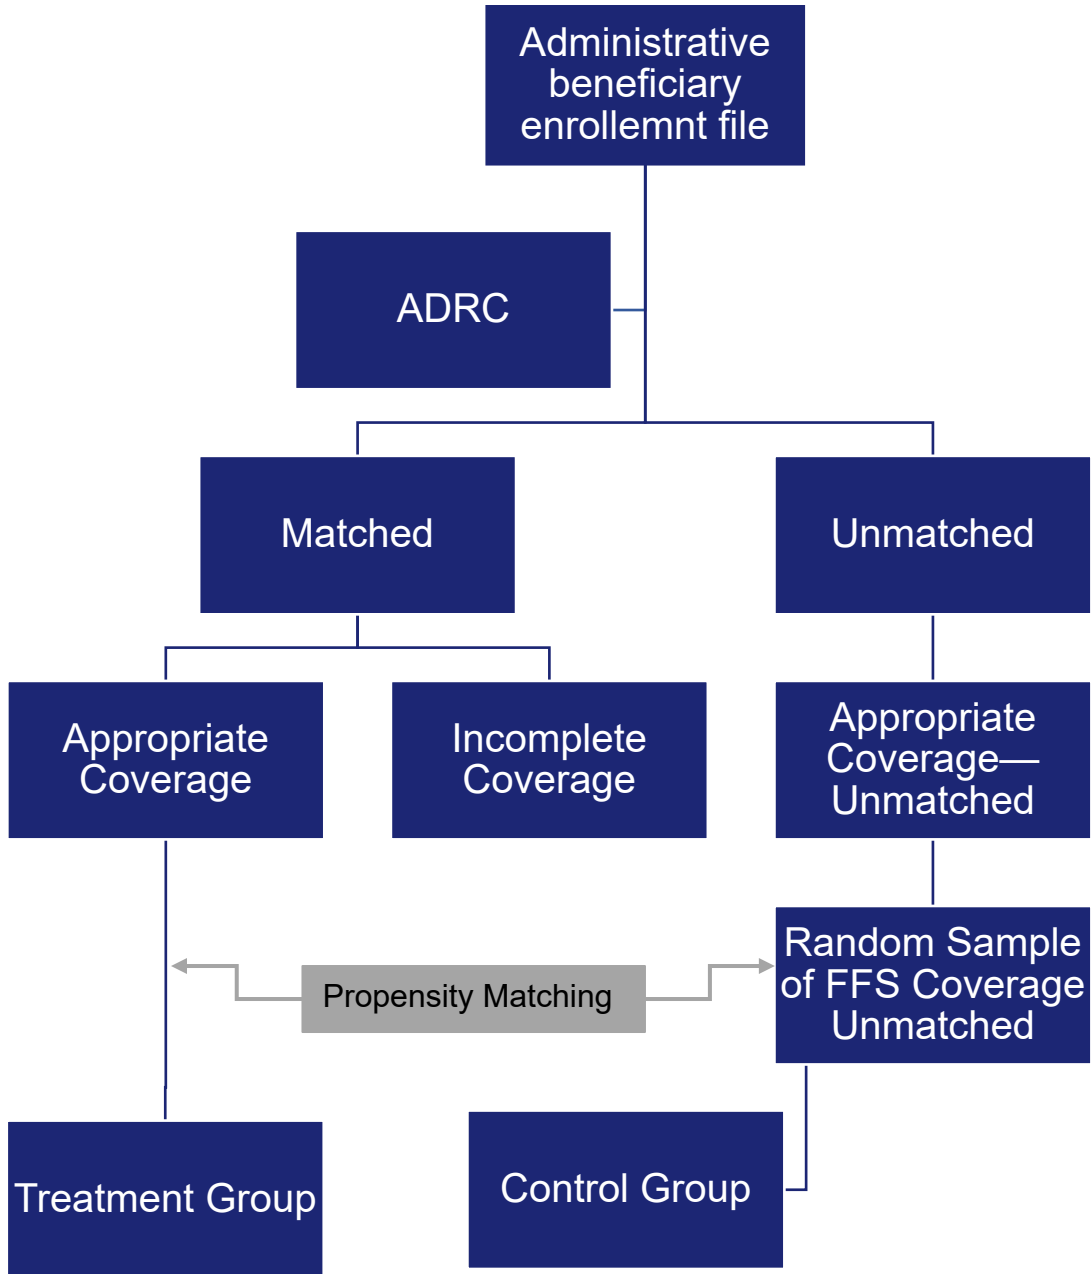 Administrative
beneficiary
enrollemnt file
ADRC
Matched
Unmatched
Appropriate
Coverage
Incomplete
Coverage
Appropriate
Coverage—
Unmatched
Random Sample
of FFS Coverage
Unmatched
Propensity Matching
Treatment Group
Control Group